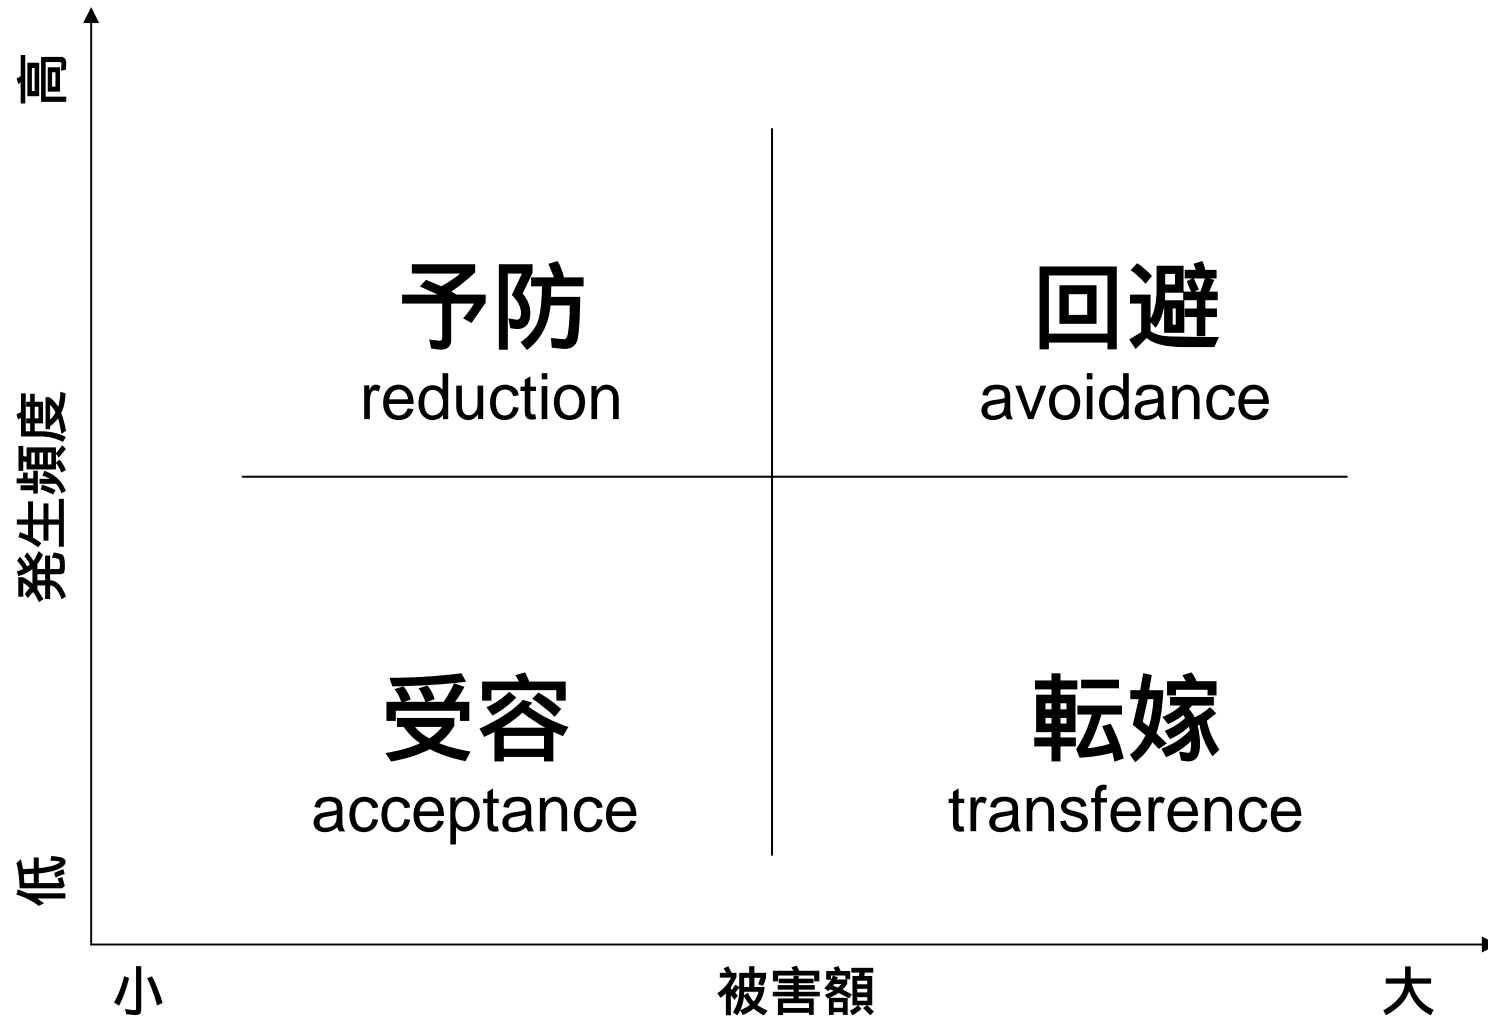 高
予防
reduction
回避
avoidance
発生頻度
受容
acceptance
転嫁
transference
低
小
被害額
大